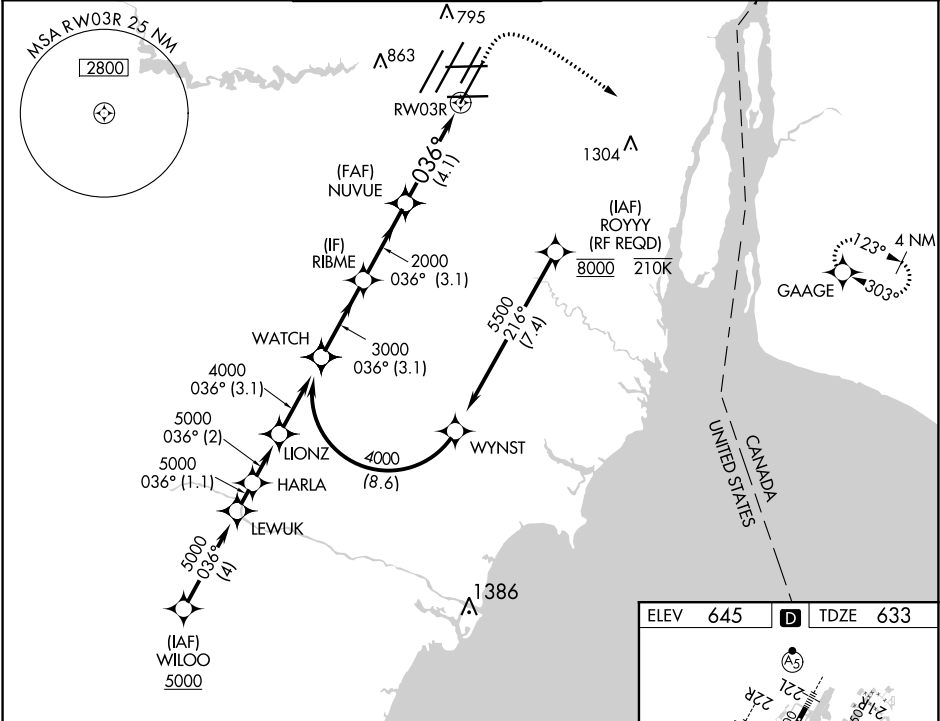 MSA RW03R 25 NM
2800
795
863
RW03R
1304
036°
(4.1)
(FAF)
NUVUE
(IF)
RIBME
2000
036° (3.1)
(IAF)
ROYYY
(RF REQD)
8000 210K
123°
4 NM
GAAGE
303°
5500
216°
(7.4)
WATCH
3000
036° (3.1)
4000
036° (3.1)
5000
036° (2)
LIONZ
5000
036° (1.1)
HARLA
LEWUK
4000
(8.6)
WYNST
CANADA
UNITED STATES
5000
036°
(4)
1386
(IAF)
WILOO
5000
ELEV 645 D TDZE 633
A5
22R
22L
21R